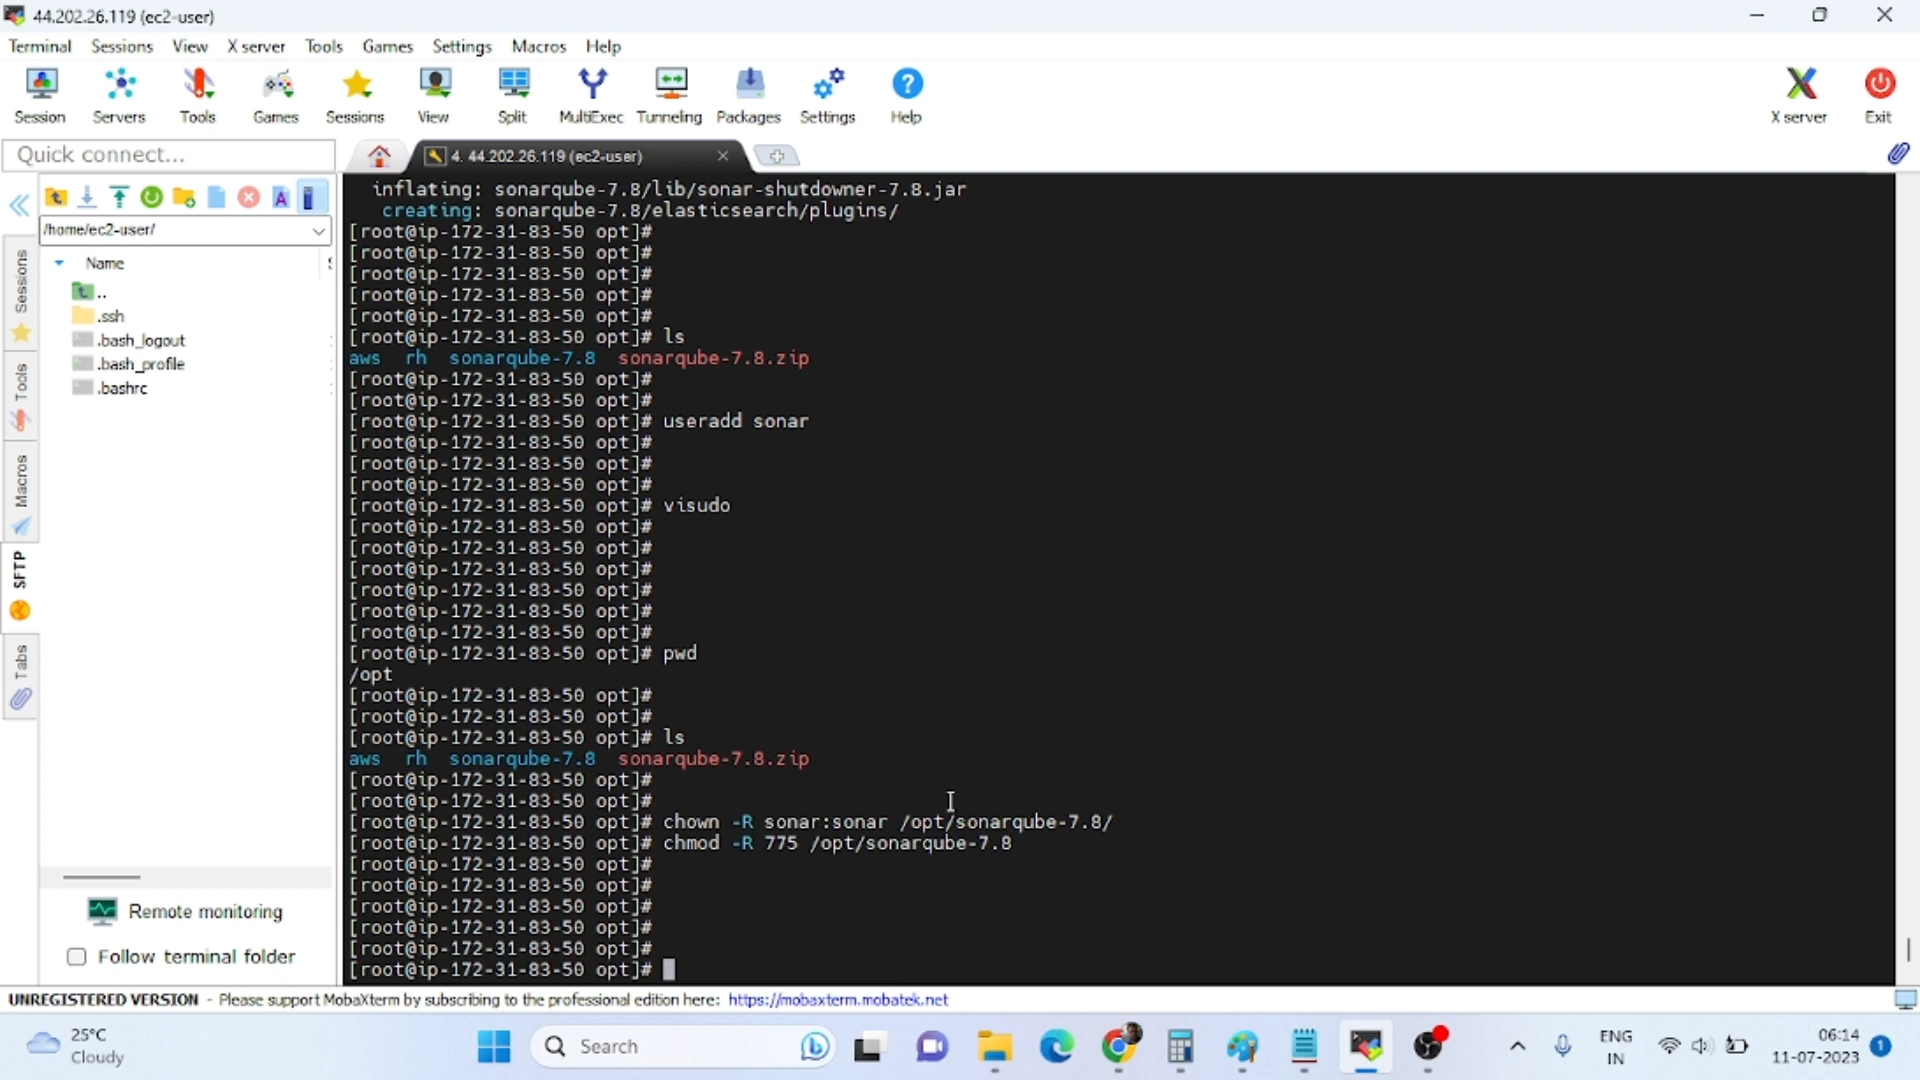 44.202.26.119 (ec2-user)
Terminal Sessions View X server Tools Games Settings Macros Help
Session Servers Tools Games Sessions View Split MultiExec Tunneling Packages Settings Help X server Exit
Quick connect...
4. 44.202.26.119 (ec2-user)
/home/ec2-user/
Name
..
.ssh
.bash_logout
.bash_profile
.bashrc
Sessions
Tools
Macros
SFTP
Tabs
Remote monitoring
Follow terminal folder
inflating: sonarqube-7.8/lib/sonar-shutdowner-7.8.jar
creating: sonarqube-7.8/elasticsearch/plugins/
[root@ip-172-31-83-50 opt]#
[root@ip-172-31-83-50 opt]#
[root@ip-172-31-83-50 opt]#
[root@ip-172-31-83-50 opt]#
[root@ip-172-31-83-50 opt]#
[root@ip-172-31-83-50 opt]# ls
aws rh sonarqube-7.8 sonarqube-7.8.zip
[root@ip-172-31-83-50 opt]#
[root@ip-172-31-83-50 opt]#
[root@ip-172-31-83-50 opt]# useradd sonar
[root@ip-172-31-83-50 opt]#
[root@ip-172-31-83-50 opt]#
[root@ip-172-31-83-50 opt]#
[root@ip-172-31-83-50 opt]# visudo
[root@ip-172-31-83-50 opt]#
[root@ip-172-31-83-50 opt]#
[root@ip-172-31-83-50 opt]#
[root@ip-172-31-83-50 opt]#
[root@ip-172-31-83-50 opt]#
[root@ip-172-31-83-50 opt]#
[root@ip-172-31-83-50 opt]# pwd
/opt
[root@ip-172-31-83-50 opt]#
[root@ip-172-31-83-50 opt]#
[root@ip-172-31-83-50 opt]# ls
aws rh sonarqube-7.8 sonarqube-7.8.zip
[root@ip-172-31-83-50 opt]#
[root@ip-172-31-83-50 opt]#
[root@ip-172-31-83-50 opt]# chown -R sonar:sonar /opt/sonarqube-7.8/
[root@ip-172-31-83-50 opt]# chmod -R 775 /opt/sonarqube-7.8
[root@ip-172-31-83-50 opt]#
[root@ip-172-31-83-50 opt]#
[root@ip-172-31-83-50 opt]#
[root@ip-172-31-83-50 opt]#
[root@ip-172-31-83-50 opt]#
[root@ip-172-31-83-50 opt]#
UNREGISTERED VERSION - Please support MobaXterm by subscribing to the professional edition here: https://mobaxterm.mobatek.net
25°C
Cloudy
Search
ENG
IN
06:14
11-07-2023
1